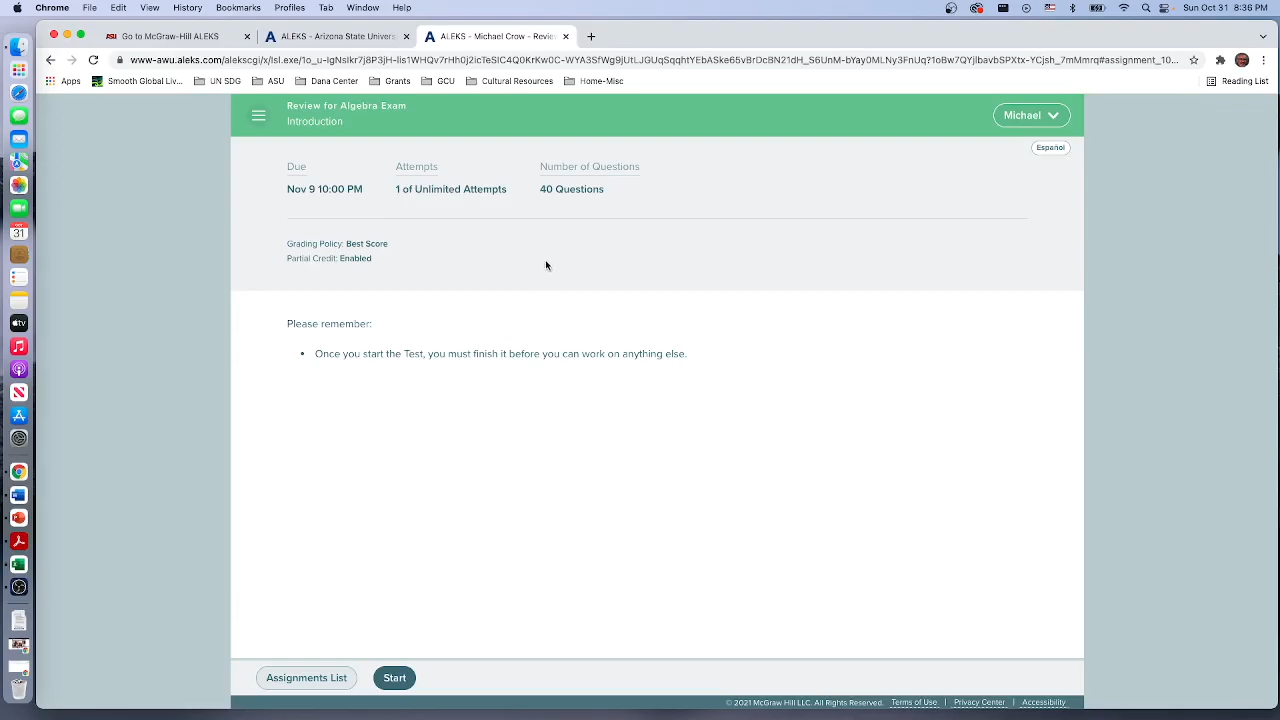 Chrome File Edit View History Bookmarks Profiles Tab Window Help Sun Oct 31 8:36 PM
ASU Go to McGraw-Hill ALEKS ALEKS - Arizona State Univers ALEKS - Michael Crow - Review
Apps Smooth Global Liv... UN SDG ASU Dana Center Grants GCU Cultural Resources Home-Misc Reading List
Review for Algebra Exam
Introduction
Michael
Español
Due Attempts Number of Questions
Nov 9 10:00 PM 1 of Unlimited Attempts 40 Questions
Grading Policy: Best Score
Partial Credit: Enabled
Please remember:
• Once you start the Test, you must finish it before you can work on anything else.
Assignments List Start
© 2021 McGraw Hill LLC. All Rights Reserved. Terms of Use | Privacy Center | Accessibility